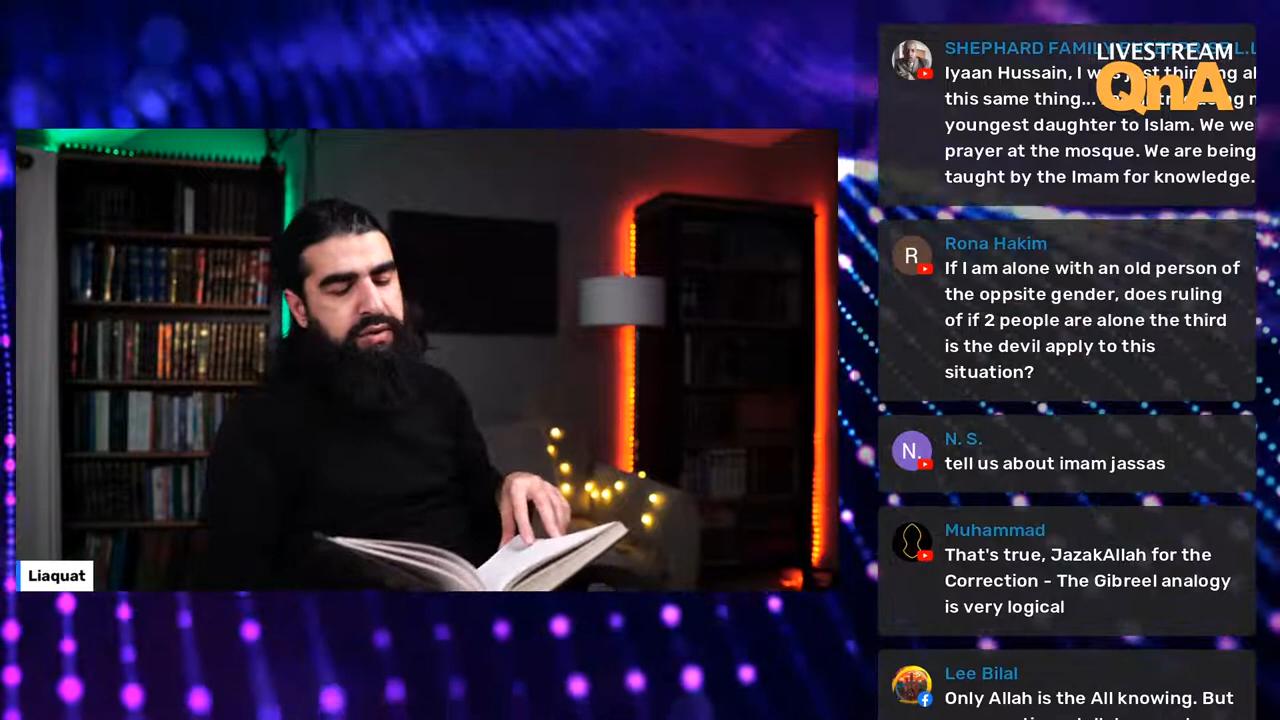 SHEPHARD FAMILY
LIVESTREAM
QnA
Iyaan Hussain, I was just thinking
this same thing...
youngest daughter to Islam. We we
prayer at the mosque. We are being
taught by the Imam for knowledge.
R
Rona Hakim
If I am alone with an old person of
the oppsite gender, does ruling
of if 2 people are alone the third
is the devil apply to this
situation?
N.
N. S.
tell us about imam jassas
Muhammad
That's true, JazakAllah for the
Correction - The Gibreel analogy
is very logical
Lee Bilal
Only Allah is the All knowing. But
Liaquat